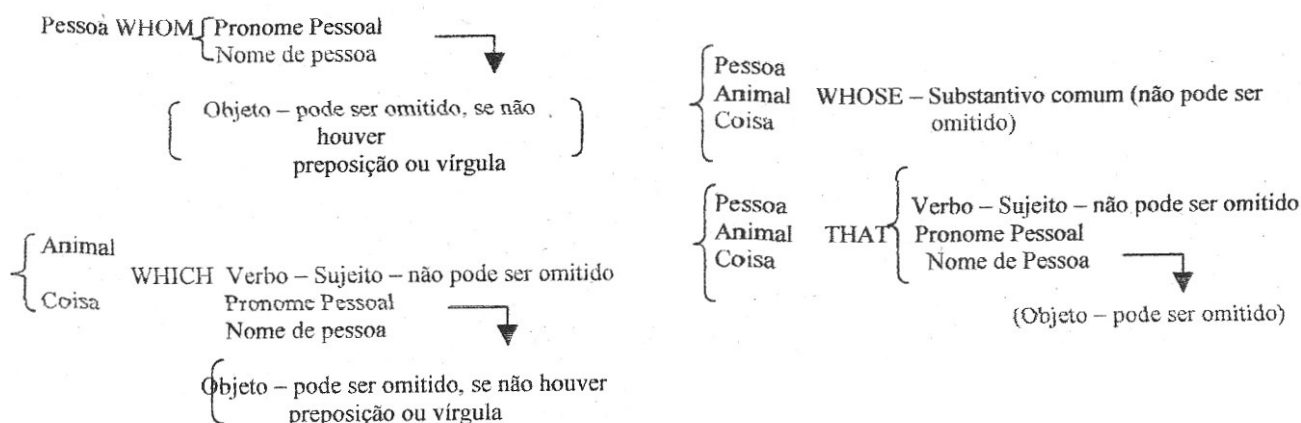 Pessoa WHOM Pronome Pessoal
Nome de pessoa
Objeto – pode ser omitido, se não
houver
preposição ou vírgula
Animal
WHICH Verbo – Sujeito – não pode ser omitido
Coisa Pronome Pessoal
Nome de pessoa
Objeto – pode ser omitido, se não houver
preposição ou vírgula
Pessoa
Animal WHOSE – Substantivo comum (não pode ser
Coisa omitido)
Pessoa Verbo – Sujeito – não pode ser omitido
Animal THAT Pronome Pessoal
Coisa Nome de Pessoa
(Objeto – pode ser omitido)